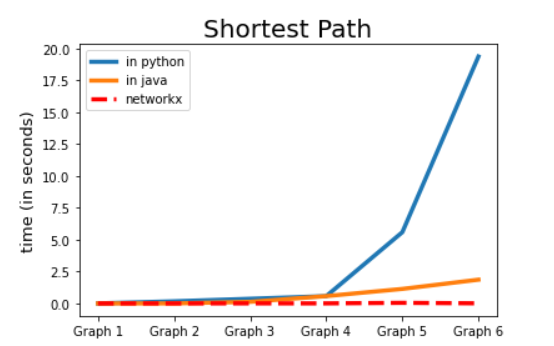 Shortest Path
20.0
17.5
15.0
12.5
10.0
7.5
5.0
2.5
0.0
time (in seconds)
in python
in java
networkx
Graph 1 Graph 2 Graph 3 Graph 4 Graph 5 Graph 6